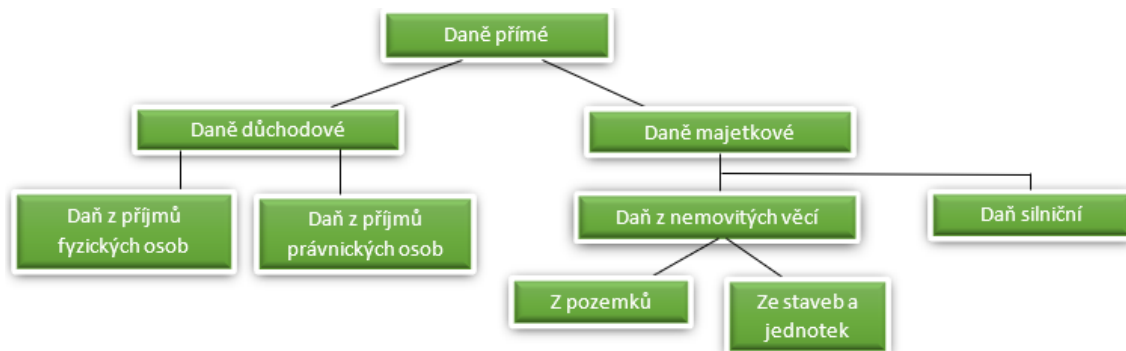 Daně přímé
Daně důchodové
Daně majetkové
Daň z příjmů
fyzických osob
Daň z příjmů
právnických osob
Daň z nemovitých věcí
Daň silniční
Z pozemků
Ze staveb a
jednotek